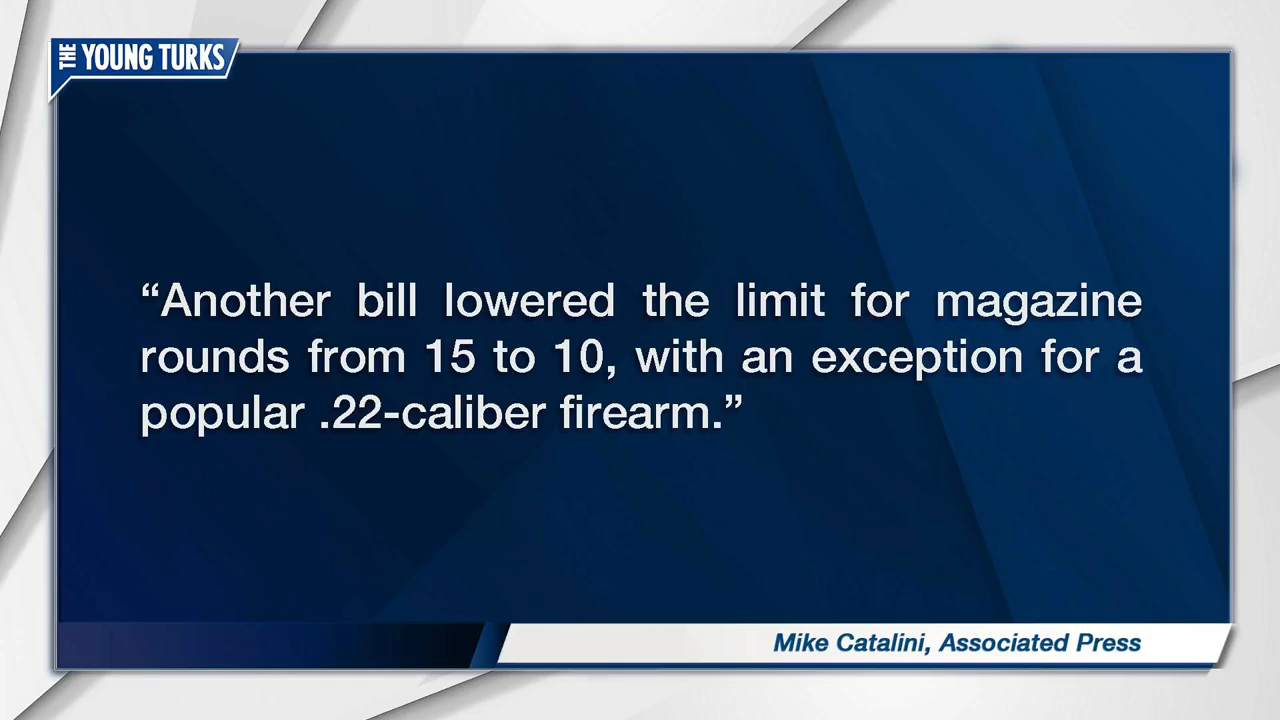 THE YOUNG TURKS
“Another bill lowered the limit for magazine
rounds from 15 to 10, with an exception for a
popular .22-caliber firearm.”
Mike Catalini, Associated Press